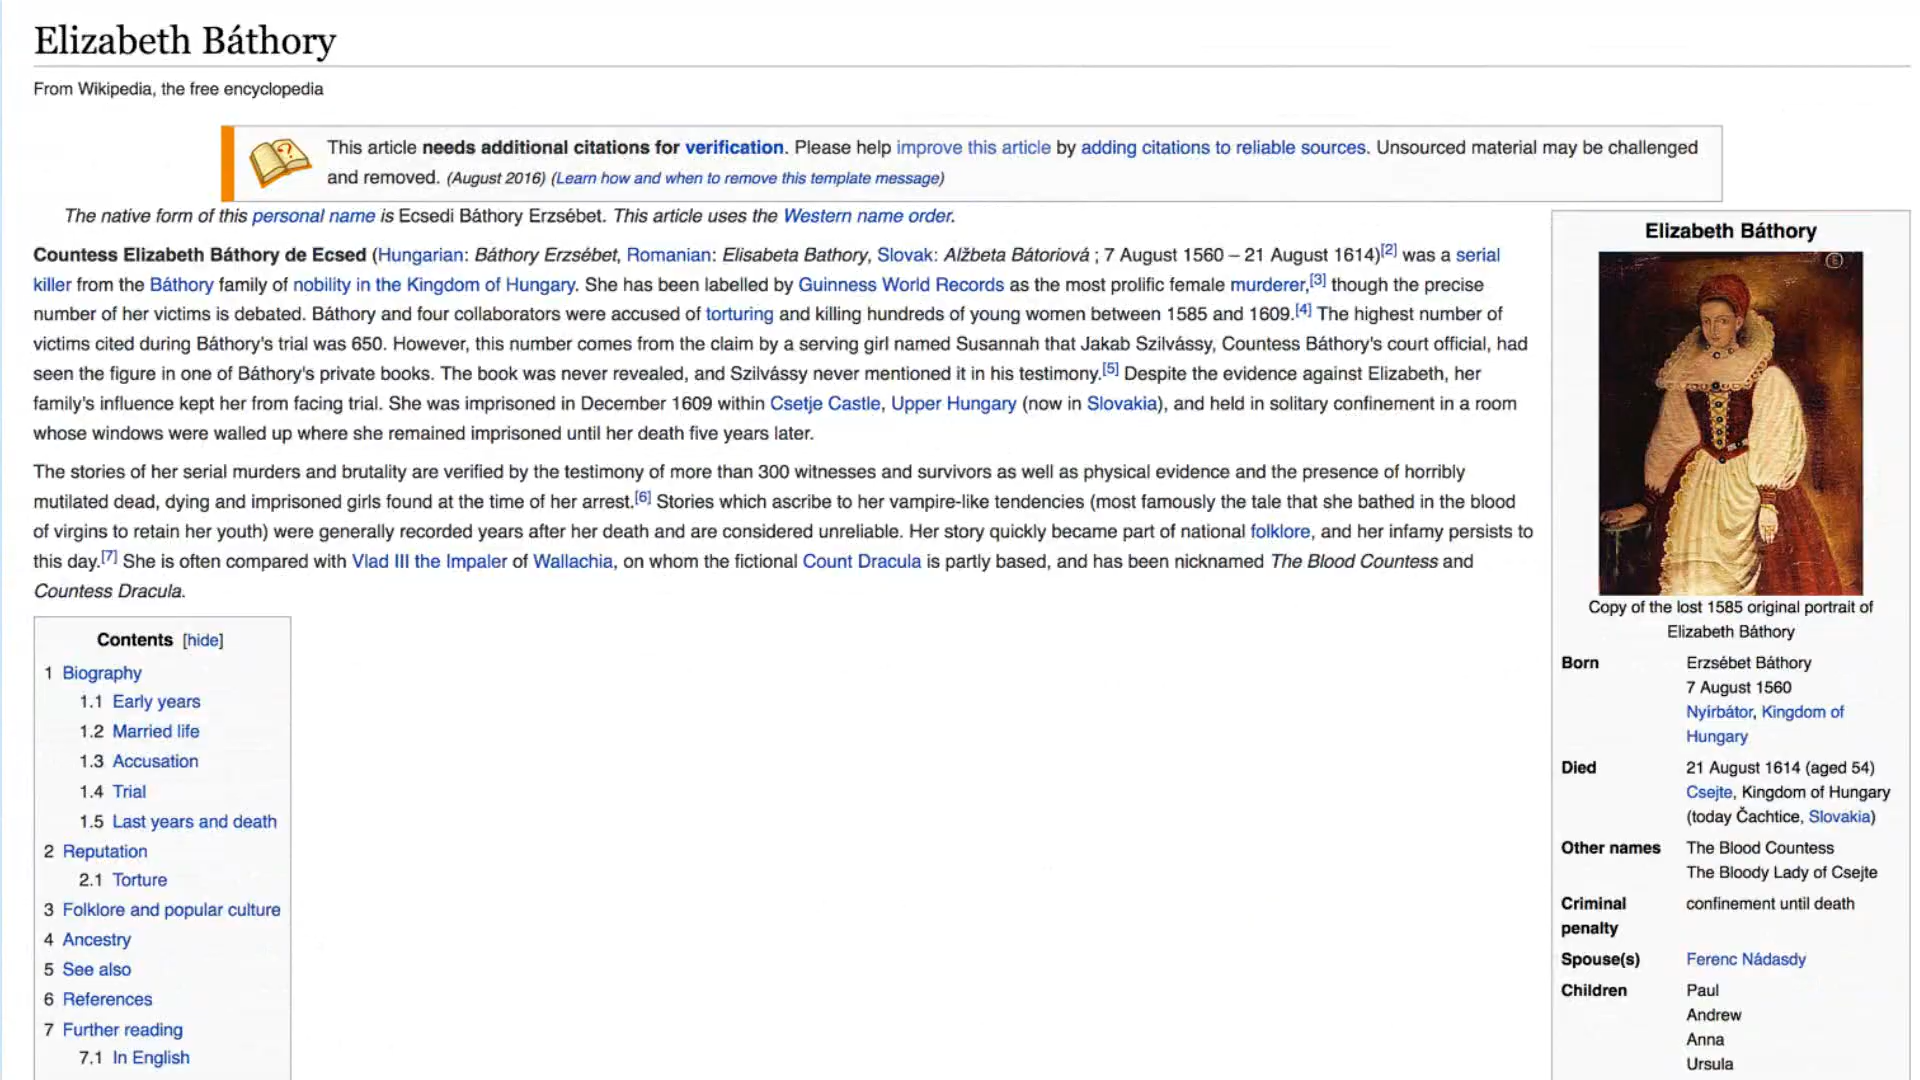 Elizabeth Báthory
From Wikipedia, the free encyclopedia
This article needs additional citations for verification. Please help improve this article by adding citations to reliable sources. Unsourced material may be challenged
and removed. (August 2016) (Learn how and when to remove this template message)
The native form of this personal name is Ecsedi Báthory Erzsébet. This article uses the Western name order.
Countess Elizabeth Báthory de Ecsed (Hungarian: Báthory Erzsébet, Romanian: Elisabeta Bathory, Slovak: Alžbeta Bátoriová ; 7 August 1560 – 21 August 1614)[2] was a serial
killer from the Báthory family of nobility in the Kingdom of Hungary. She has been labelled by Guinness World Records as the most prolific female murderer,[3] though the precise
number of her victims is debated. Báthory and four collaborators were accused of torturing and killing hundreds of young women between 1585 and 1609.[4] The highest number of
victims cited during Báthory's trial was 650. However, this number comes from the claim by a serving girl named Susannah that Jakab Szilvássy, Countess Báthory's court official, had
seen the figure in one of Báthory's private books. The book was never revealed, and Szilvássy never mentioned it in his testimony.[5] Despite the evidence against Elizabeth, her
family's influence kept her from facing trial. She was imprisoned in December 1609 within Csetje Castle, Upper Hungary (now in Slovakia), and held in solitary confinement in a room
whose windows were walled up where she remained imprisoned until her death five years later.
The stories of her serial murders and brutality are verified by the testimony of more than 300 witnesses and survivors as well as physical evidence and the presence of horribly
mutilated dead, dying and imprisoned girls found at the time of her arrest.[6] Stories which ascribe to her vampire-like tendencies (most famously the tale that she bathed in the blood
of virgins to retain her youth) were generally recorded years after her death and are considered unreliable. Her story quickly became part of national folklore, and her infamy persists to
this day.[7] She is often compared with Vlad III the Impaler of Wallachia, on whom the fictional Count Dracula is partly based, and has been nicknamed The Blood Countess and
Countess Dracula.
Contents [hide]
1 Biography
1.1 Early years
1.2 Married life
1.3 Accusation
1.4 Trial
1.5 Last years and death
2 Reputation
2.1 Torture
3 Folklore and popular culture
4 Ancestry
5 See also
6 References
7 Further reading
7.1 In English
Elizabeth Báthory
Copy of the lost 1585 original portrait of
Elizabeth Báthory
Born Erzsébet Báthory
7 August 1560
Nyírbátor, Kingdom of
Hungary
Died 21 August 1614 (aged 54)
Csejte, Kingdom of Hungary
(today Čachtice, Slovakia)
Other names The Blood Countess
The Bloody Lady of Csejte
Criminal confinement until death
penalty
Spouse(s) Ferenc Nádasdy
Children Paul
Andrew
Anna
Ursula